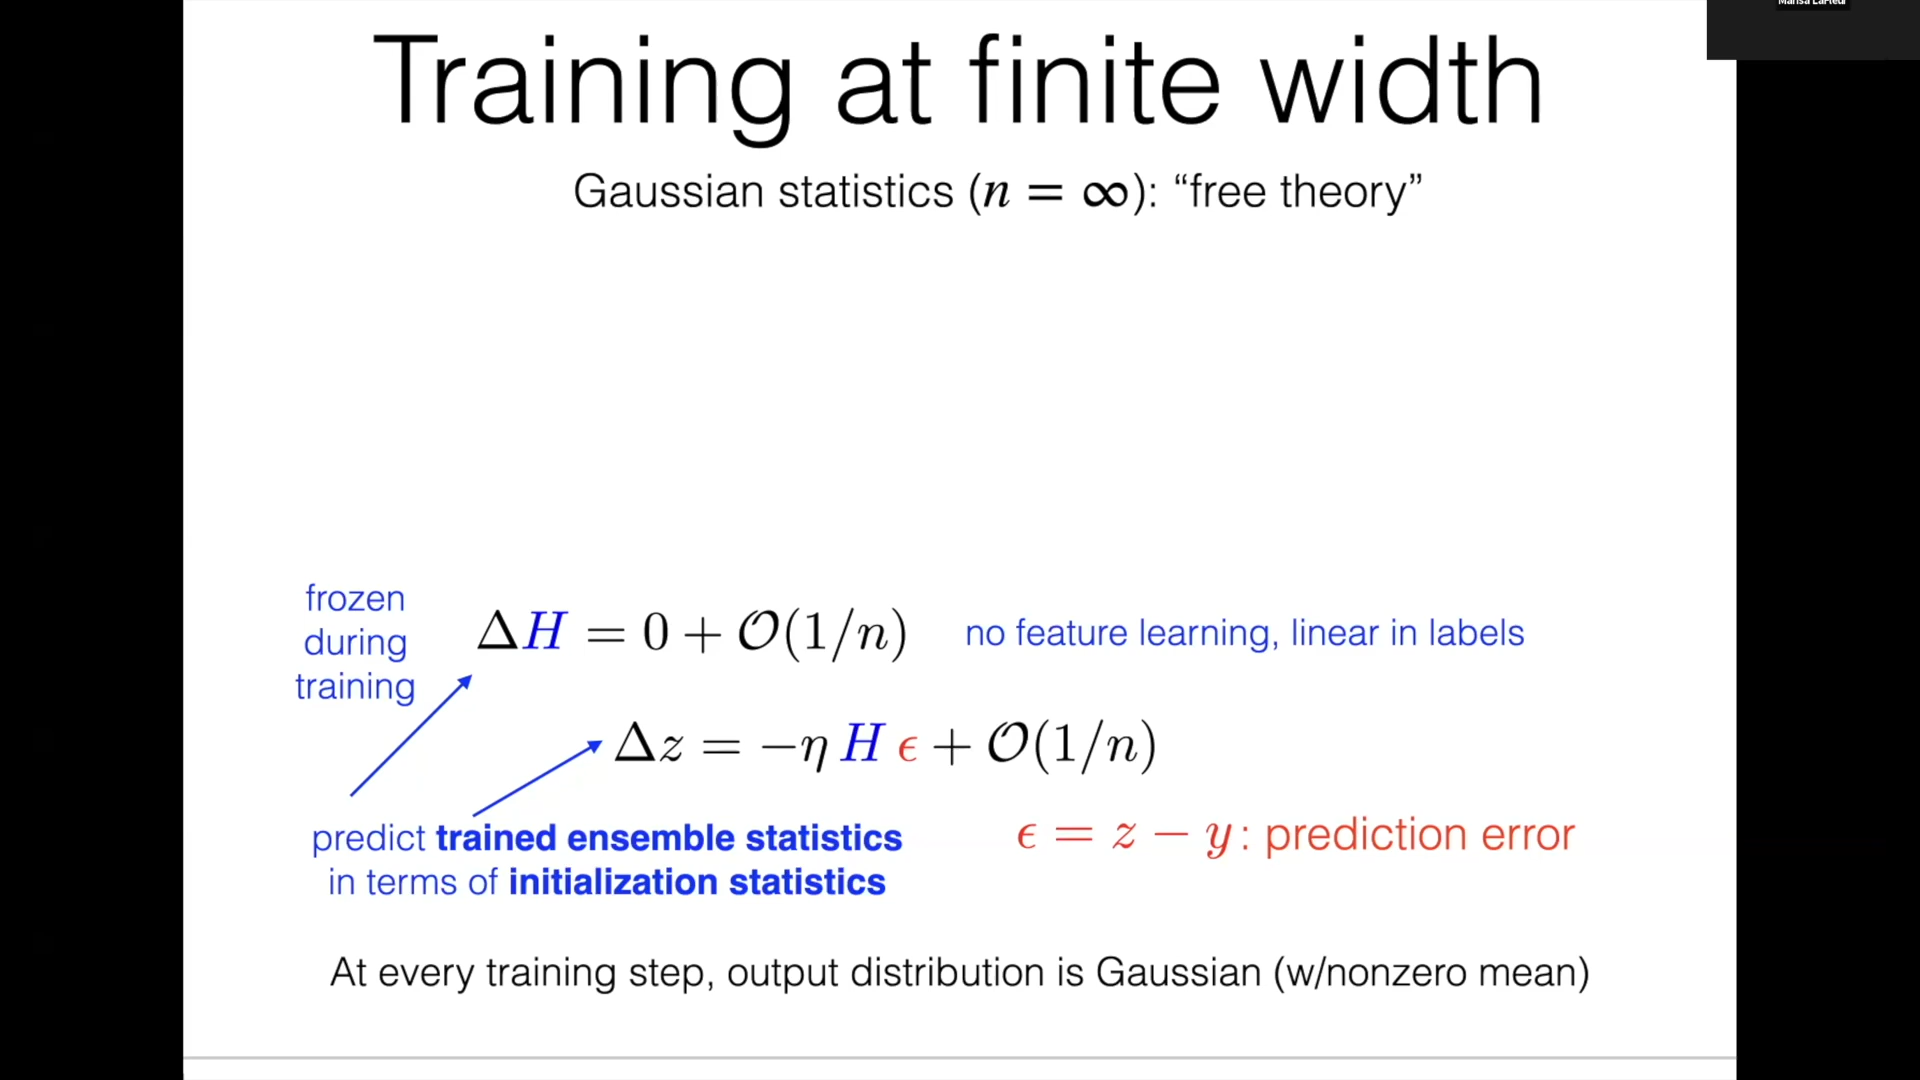 Training at finite width
Gaussian statistics (n = ∞): “free theory”
frozen
during
training
ΔH = 0 + O(1/n)
no feature learning, linear in labels
Δz = −η H ϵ + O(1/n)
predict trained ensemble statistics
in terms of initialization statistics
ϵ = z − y : prediction error
At every training step, output distribution is Gaussian (w/nonzero mean)